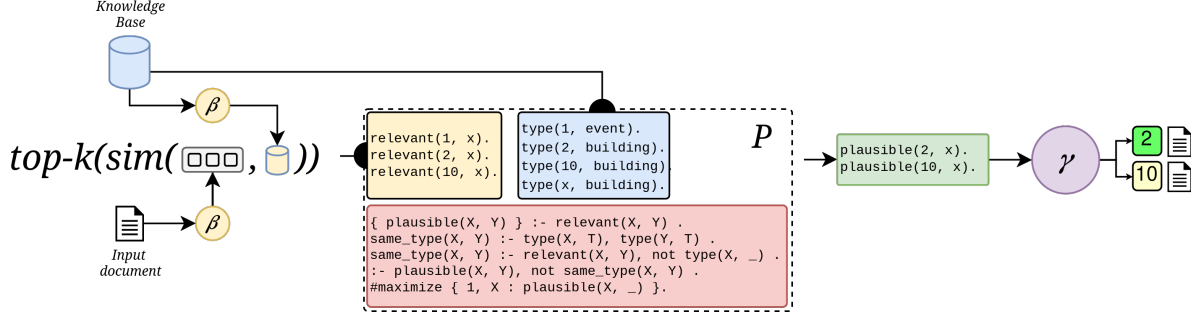 Knowledge
Base
β
top-k(sim( , ))
β
Input
document
relevant(1, x).
relevant(2, x).
relevant(10, x).
type(1, event).
type(2, building).
type(10, building).
type(x, building).
P
{ plausible(X, Y) } :- relevant(X, Y) .
same_type(X, Y) :- type(X, T), type(Y, T) .
same_type(X, Y) :- relevant(X, Y), not type(X, _) .
:- plausible(X, Y), not same_type(X, Y) .
#maximize { 1, X : plausible(X, _) }.
plausible(2, x).
plausible(10, x).
γ
2
10